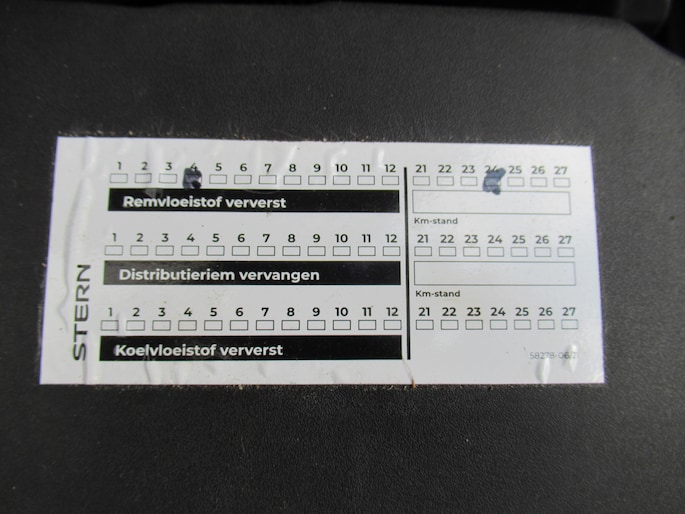 1 2 3 4 5 6 7 8 9 10 11 12 21 22 23 24 25 26 27
Remvloeistof ververst
Km-stand
1 2 3 4 5 6 7 8 9 10 11 12 21 22 23 24 25 26 27
Distributieriem vervangen
Km-stand
1 2 3 4 5 6 7 8 9 10 11 12 21 22 23 24 25 26 27
Koelvloeistof ververst
STERN